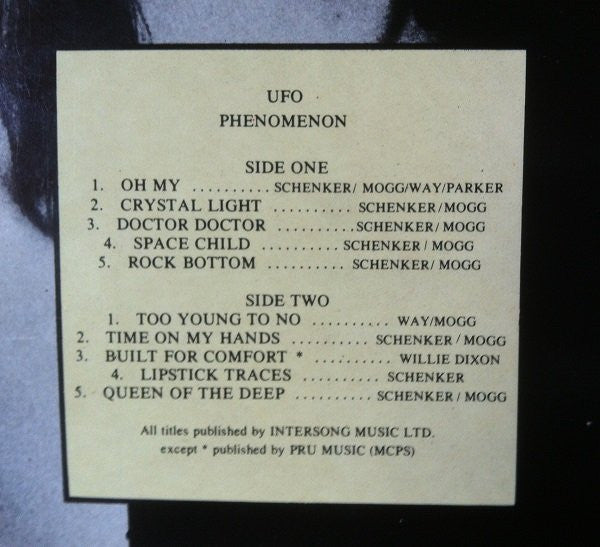 UFO
PHENOMENON
SIDE ONE
1. OH MY .......... SCHENKER/ MOGG/WAY/PARKER
2. CRYSTAL LIGHT .......... SCHENKER/MOGG
3. DOCTOR DOCTOR ..........SCHENKER/MOGG
4. SPACE CHILD .......... SCHENKER / MOGG
5. ROCK BOTTOM .......... SCHENKER/ MOGG
SIDE TWO
1. TOO YOUNG TO NO .......... WAY/MOGG
2. TIME ON MY HANDS .......... SCHENKER / MOGG
3. BUILT FOR COMFORT * .......... WILLIE DIXON
4. LIPSTICK TRACES .......... SCHENKER
5. QUEEN OF THE DEEP .......... SCHENKER / MOGG
All titles published by INTERSONG MUSIC LTD.
except * published by PRU MUSIC (MCPS)